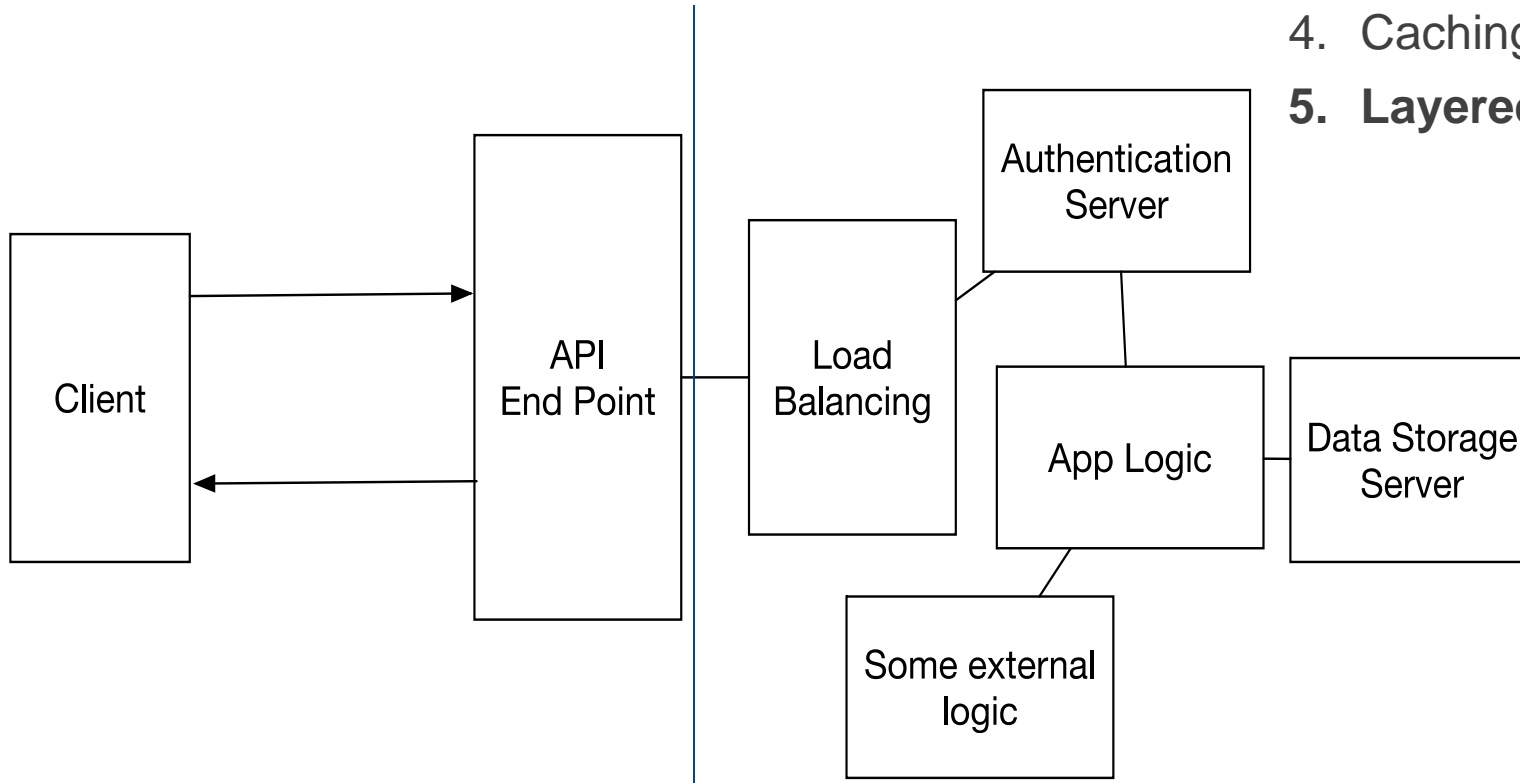 4. Caching
5. Layered
Authentication
Server
Client
API
End Point
Load
Balancing
App Logic
Data Storage
Server
Some external
logic